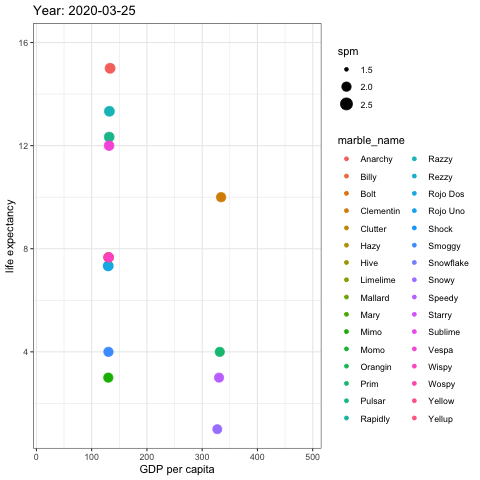 Year: 2020-03-25
16
12
8
4
life expectancy
0
100
200
300
400
500
GDP per capita
spm
1.5
2.0
2.5
marble_name
Anarchy
Billy
Bolt
Clementin
Clutter
Hazy
Hive
Limelime
Mallard
Mary
Mimo
Momo
Orangin
Prim
Pulsar
Rapidly
Razzy
Rezzy
Rojo Dos
Rojo Uno
Shock
Smoggy
Snowflake
Snowy
Speedy
Starry
Sublime
Vespa
Wispy
Wospy
Yellow
Yellup